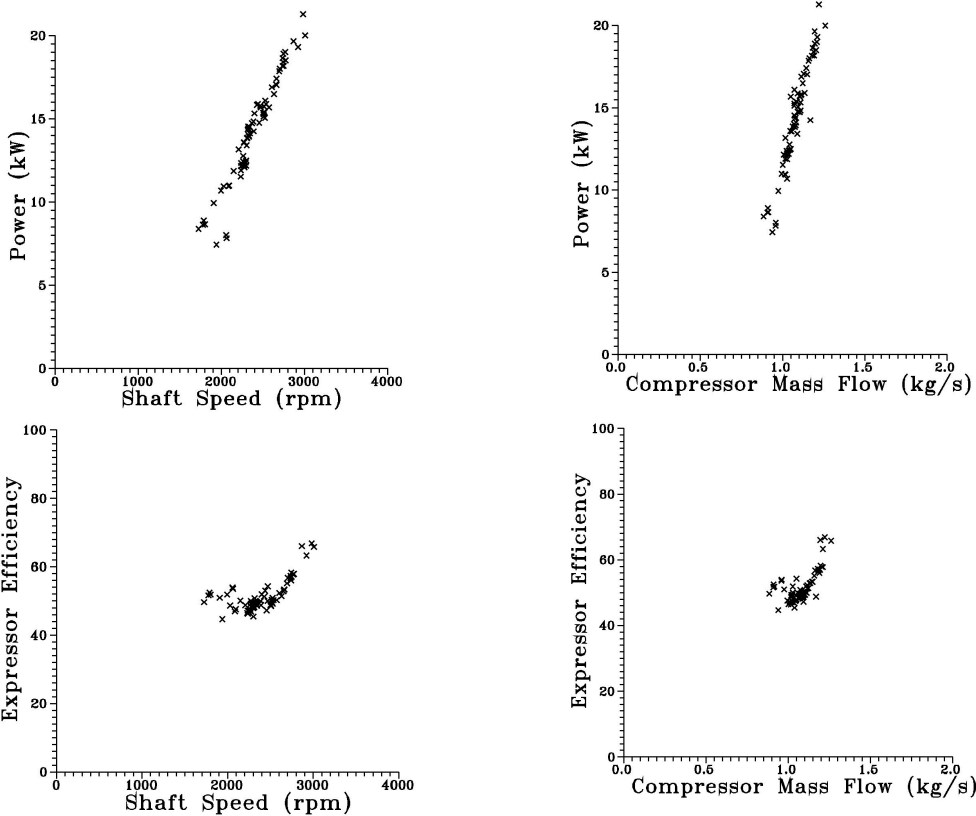 20
15
10
5
0
Power (kW)
0 1000 2000 3000 4000
Shaft Speed (rpm)
20
15
10
5
0
Power (kW)
0.0 0.5 1.0 1.5 2.0
Compressor Mass Flow (kg/s)
100
80
60
40
20
0
Expressor Efficiency
0 1000 2000 3000 4000
Shaft Speed (rpm)
100
80
60
40
20
0
Expressor Efficiency
0.0 0.5 1.0 1.5 2.0
Compressor Mass Flow (kg/s)